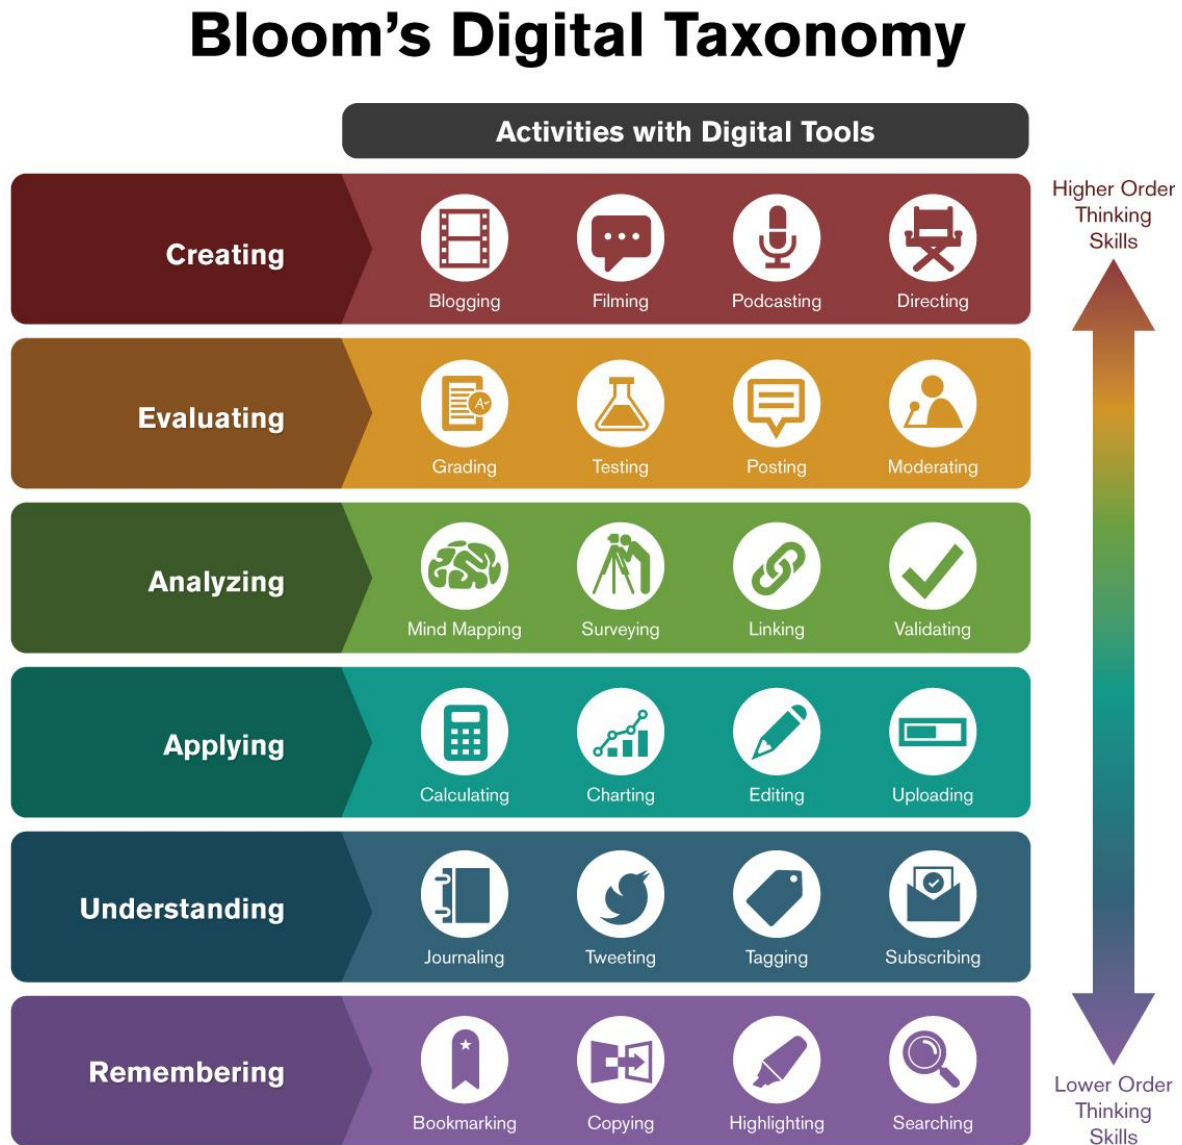 Bloom's Digital Taxonomy
Activities with Digital Tools
Higher Order
Thinking
Skills
Creating
Blogging
Filming
Podcasting
Directing
Evaluating
A+
Grading
Testing
Posting
Moderating
Analyzing
Mind Mapping
Surveying
Linking
Validating
Applying
Calculating
Charting
Editing
Uploading
Understanding
Journaling
Tweeting
Tagging
Subscribing
Remembering
Bookmarking
Copying
Highlighting
Searching
Lower Order
Thinking
Skills